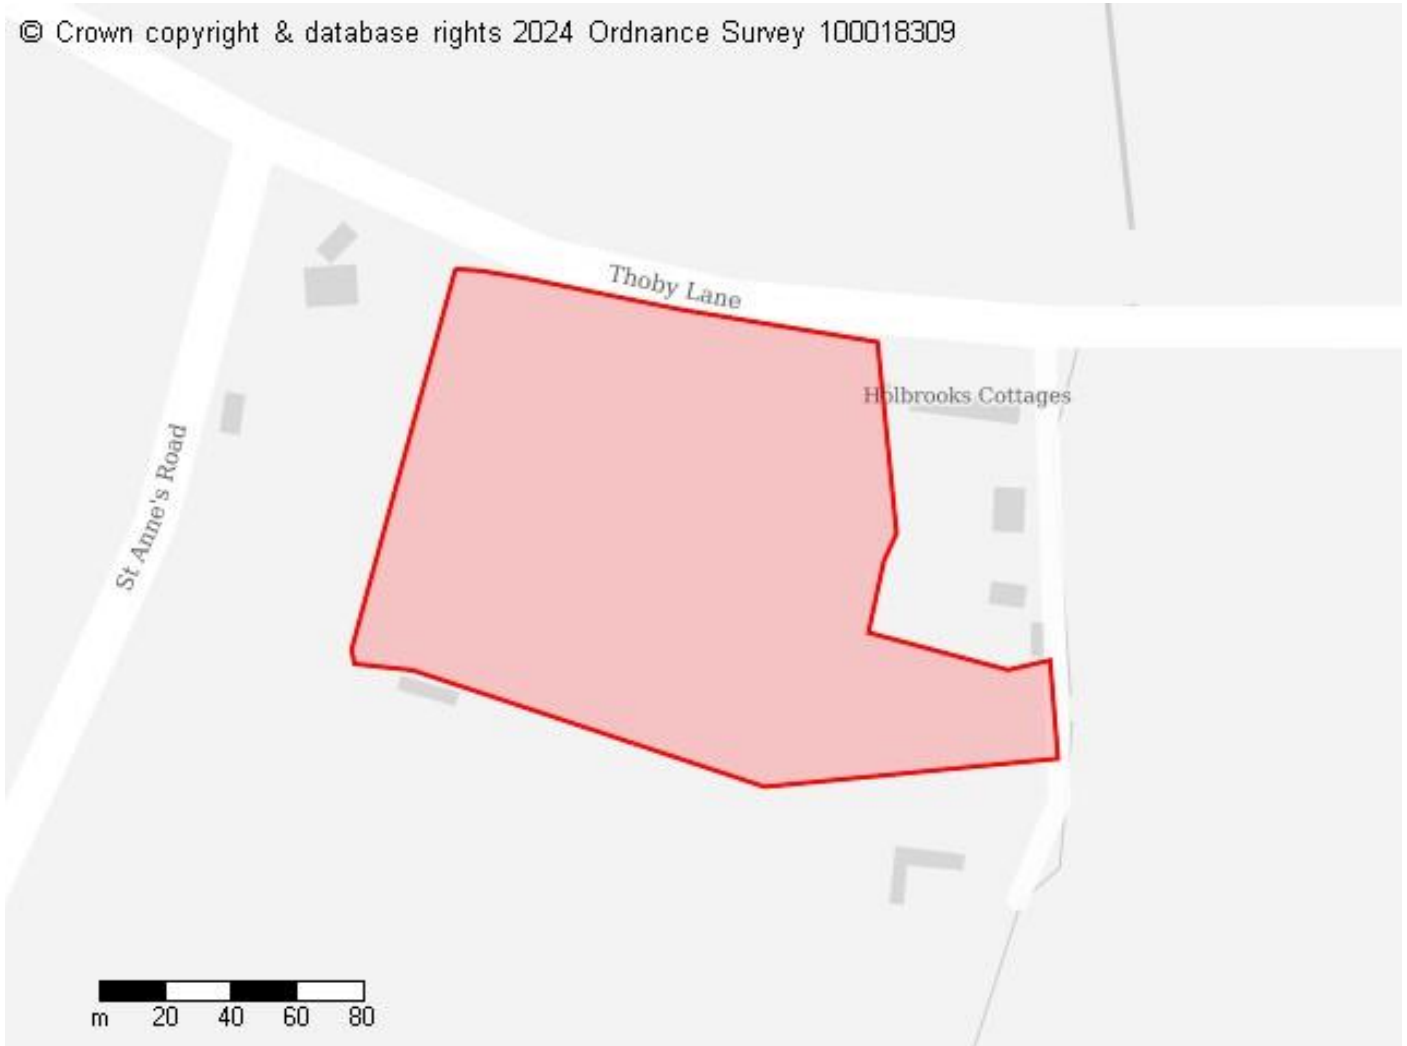 © Crown copyright & database rights 2024 Ordnance Survey 100018309
Thoby Lane
Holbrooks Cottages
St Anne's Road
m 20 40 60 80